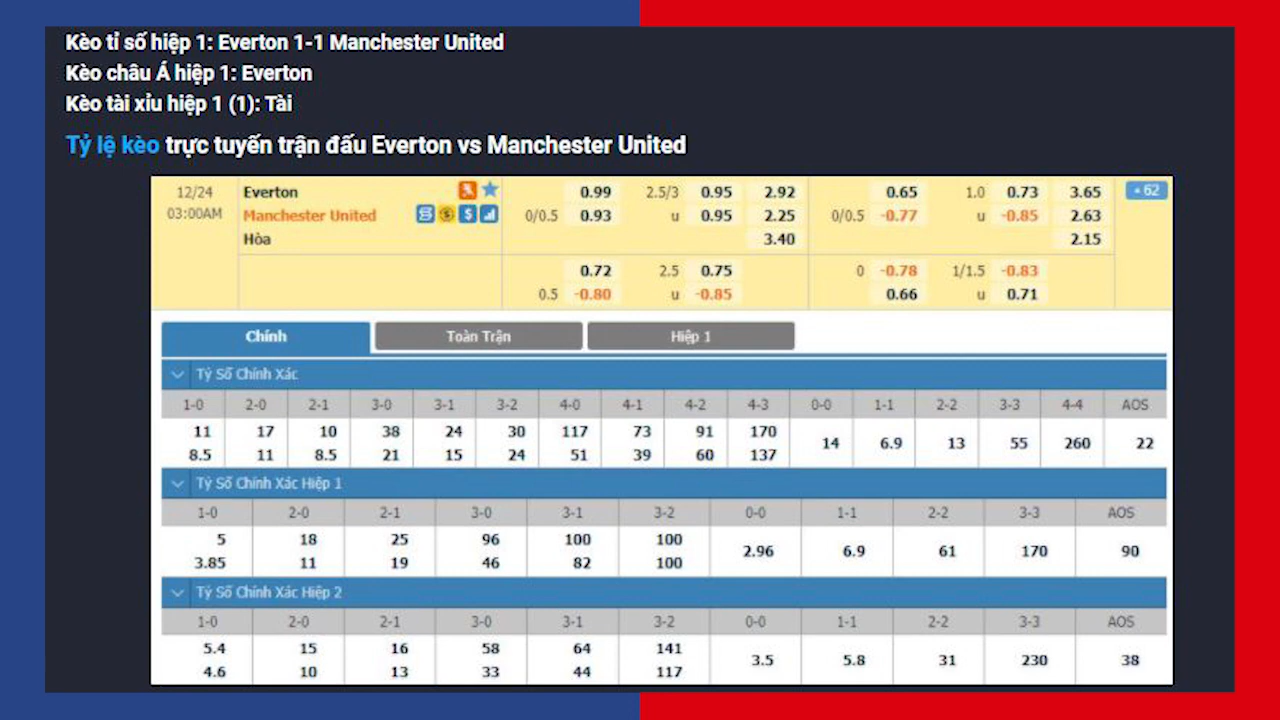 Kèo tỉ số hiệp 1: Everton 1-1 Manchester United
Kèo châu Á hiệp 1: Everton
Kèo tài xỉu hiệp 1 (1): Tài
Tỷ lệ kèo trực tuyến trận đấu Everton vs Manchester United
12/24 Everton 0.99 2.5/3 0.95 2.92 0.65 1.0 0.73 3.65 62
03:00AM Manchester United 0/0.5 0.93 u 0.95 2.25 0/0.5 -0.77 u -0.85 2.63
Hòa 3.40 2.15
0.72 2.5 0.75 0 -0.78 1/1.5 -0.83
0.5 -0.80 u -0.85 0.66 u 0.71
Chính Toàn Trận Hiệp 1
Tỷ Số Chính Xác
1-0 2-0 2-1 3-0 3-1 3-2 4-0 4-1 4-2 4-3 0-0 1-1 2-2 3-3 4-4 AOS
11 17 10 38 24 30 117 73 91 170
14 6.9 13 55 260 22
8.5 11 8.5 21 15 24 51 39 60 137
Tỷ Số Chính Xác Hiệp 1
1-0 2-0 2-1 3-0 3-1 3-2 0-0 1-1 2-2 3-3 AOS
5 18 25 96 100 100
2.96 6.9 61 170 90
3.85 11 19 46 82 100
Tỷ Số Chính Xác Hiệp 2
1-0 2-0 2-1 3-0 3-1 3-2 0-0 1-1 2-2 3-3 AOS
5.4 15 16 58 64 141
3.5 5.8 31 230 38
4.6 10 13 33 44 117